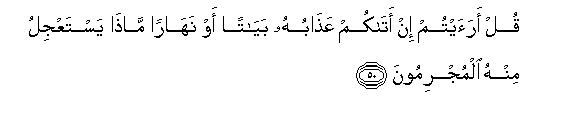 قُلْ أَرَءَيْتُمْ إِنْ أَتَىٰكُمْ عَذَابُهُۥ بَيَـٰتًا أَوْ نَهَارًا مَّاذَا يَسْتَعْجِلُ
مِنْهُ ٱلْمُجْرِمُونَ ٥٠